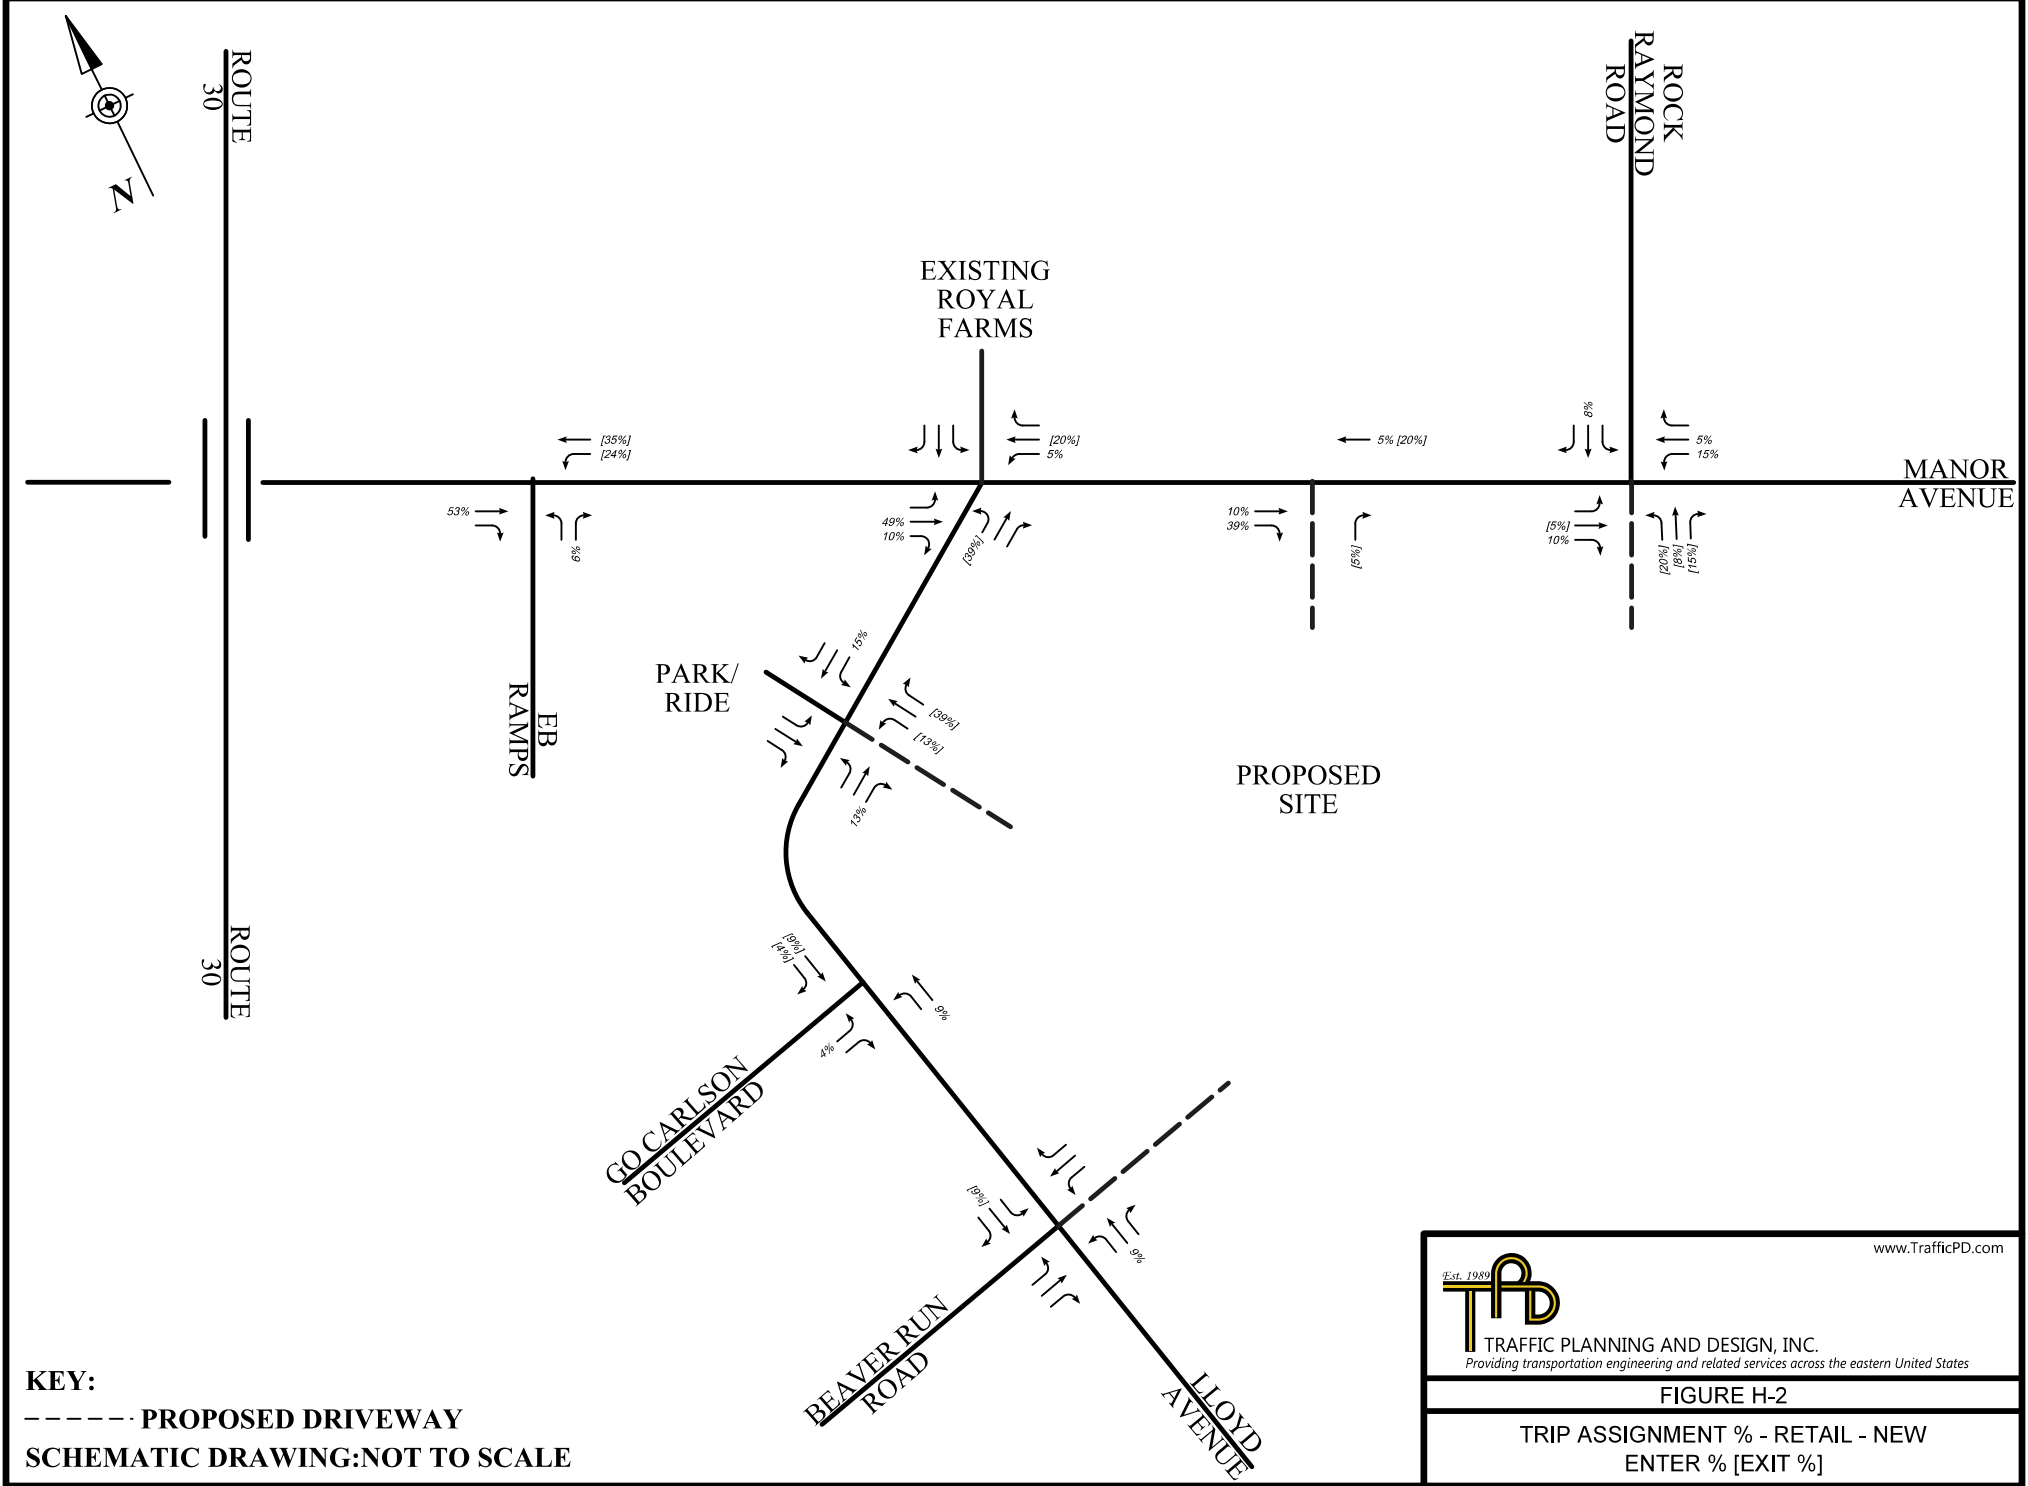 N
ROUTE
30
ROCK
RAYMOND
ROAD
EXISTING
ROYAL
FARMS
[35%]
[24%]
[20%]
5%
5% [20%]
8%
5%
15%
MANOR
AVENUE
53%
6%
49%
10%
[39%]
10%
39%
[5%]
[5%]
10%
[20%]
[8%]
[15%]
PARK/
RIDE
15%
[39%]
[13%]
13%
EB
RAMPS
PROPOSED
SITE
ROUTE
30
[9%]
[4%]
9%
4%
GO CARLSON
BOULEVARD
[9%]
9%
BEAVER RUN
ROAD
LLOYD
AVENUE
KEY:
PROPOSED DRIVEWAY
SCHEMATIC DRAWING:NOT TO SCALE
www.TrafficPD.com
Est. 1989
TPD
TRAFFIC PLANNING AND DESIGN, INC.
Providing transportation engineering and related services across the eastern United States
FIGURE H-2
TRIP ASSIGNMENT % - RETAIL - NEW
ENTER % [EXIT %]